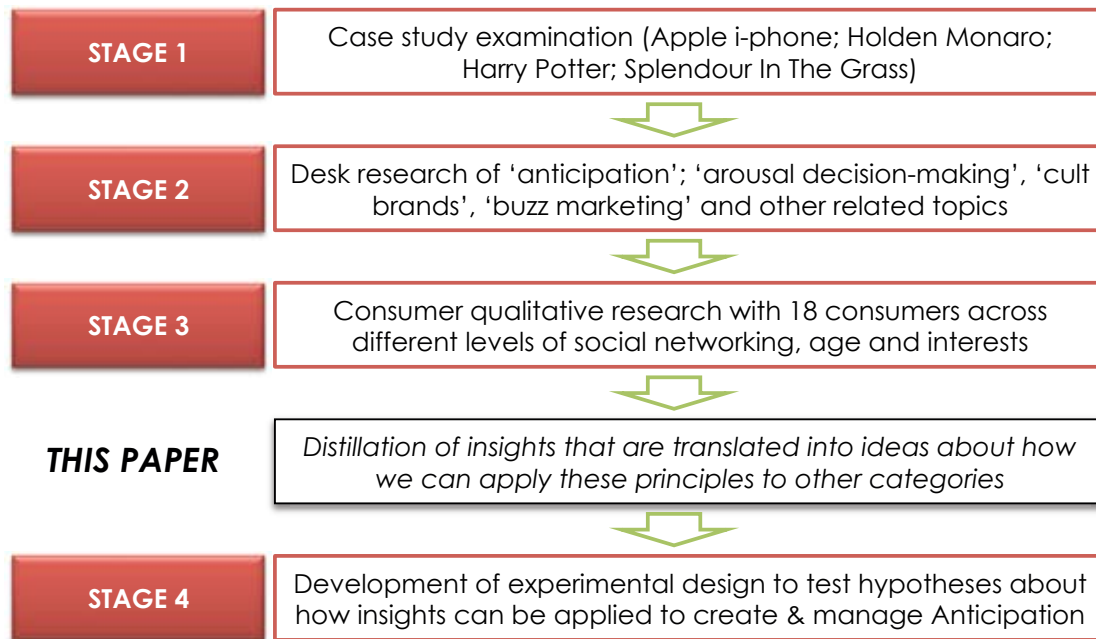 STAGE 1
Case study examination (Apple i-phone; Holden Monaro;
Harry Potter; Splendour In The Grass)
STAGE 2
Desk research of ‘anticipation’; ‘arousal decision-making’, ‘cult
brands’, ‘buzz marketing’ and other related topics
STAGE 3
Consumer qualitative research with 18 consumers across
different levels of social networking, age and interests
THIS PAPER
Distillation of insights that are translated into ideas about how
we can apply these principles to other categories
STAGE 4
Development of experimental design to test hypotheses about
how insights can be applied to create & manage Anticipation